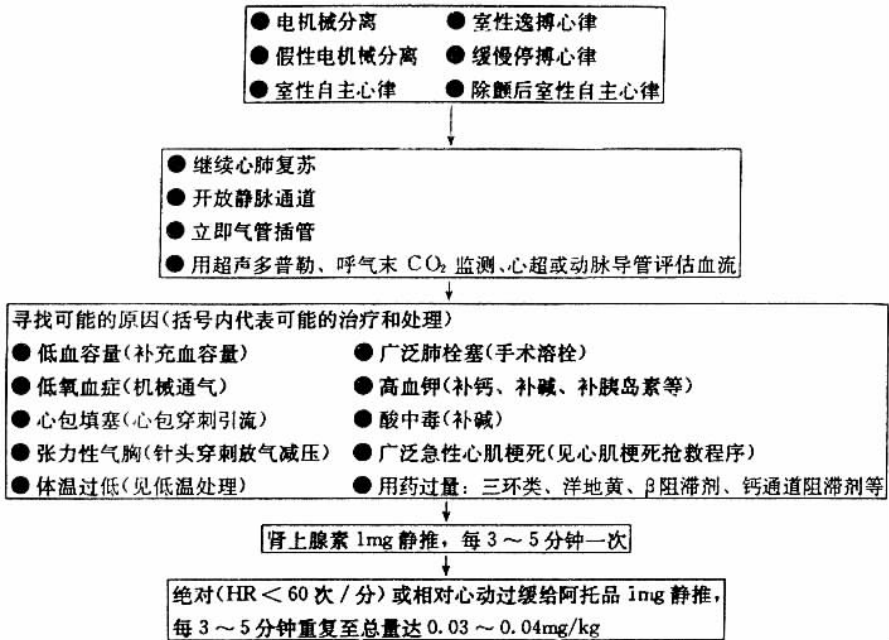 ● 电机械分离 ● 室性逸搏心律
● 假性电机械分离 ● 缓慢停搏心律
● 室性自主心律 ● 除颤后室性自主心律
● 继续心肺复苏
● 开放静脉通道
● 立即气管插管
● 用超声多普勒、呼气末 CO₂ 监测、心超或动脉导管评估血流
寻找可能的原因(括号内代表可能的治疗和处理)
● 低血容量(补充血容量) ● 广泛肺栓塞(手术溶栓)
● 低氧血症(机械通气) ● 高血钾(补钙、补碱、补胰岛素等)
● 心包填塞(心包穿刺引流) ● 酸中毒(补碱)
● 张力性气胸(针头穿刺放气减压) ● 广泛急性心肌梗死(见心肌梗死抢救程序)
● 体温过低(见低温处理) ● 用药过量：三环类、洋地黄、β阻滞剂、钙通道阻滞剂等
肾上腺素 1mg 静推，每 3～5 分钟一次
绝对(HR＜60 次/分)或相对心动过缓给阿托品 1mg 静推，
每 3～5 分钟重复至总量达 0.03～0.04mg/kg